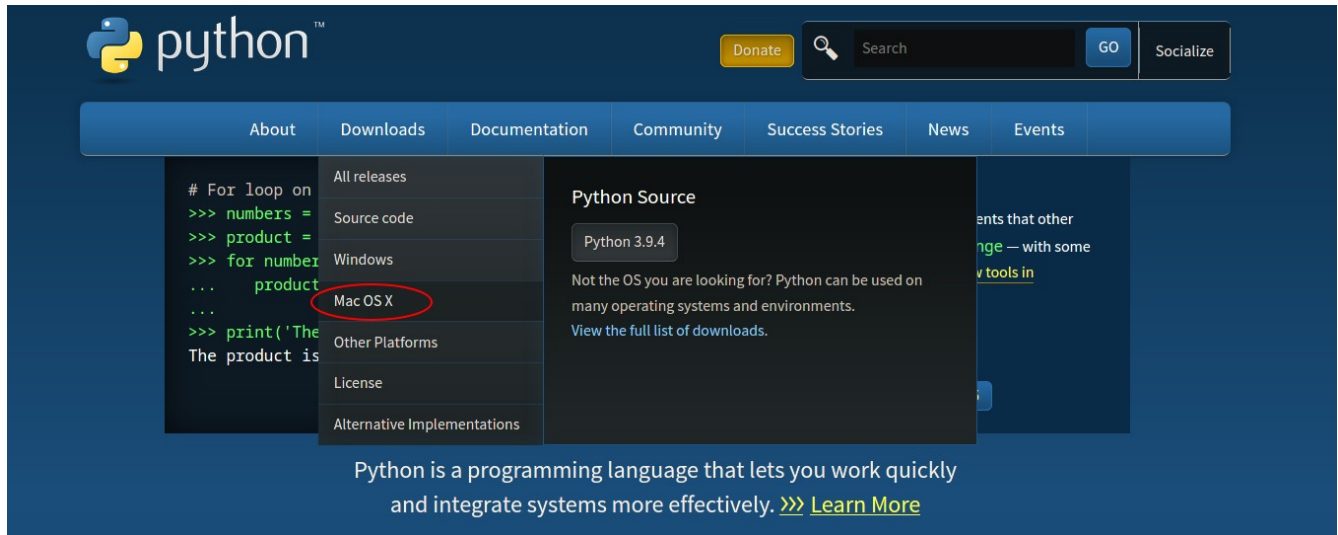 python™
Donate
Search
GO
Socialize
About
Downloads
Documentation
Community
Success Stories
News
Events
# For loop on
>>> numbers =
>>> product =
>>> for number
... product
...
>>> print('The
The product is
All releases
Source code
Windows
Mac OS X
Other Platforms
License
Alternative Implementations
Python Source
Python 3.9.4
Not the OS you are looking for? Python can be used on
many operating systems and environments.
View the full list of downloads.
that other
— with some
tools in
Python is a programming language that lets you work quickly
and integrate systems more effectively. >>> Learn More